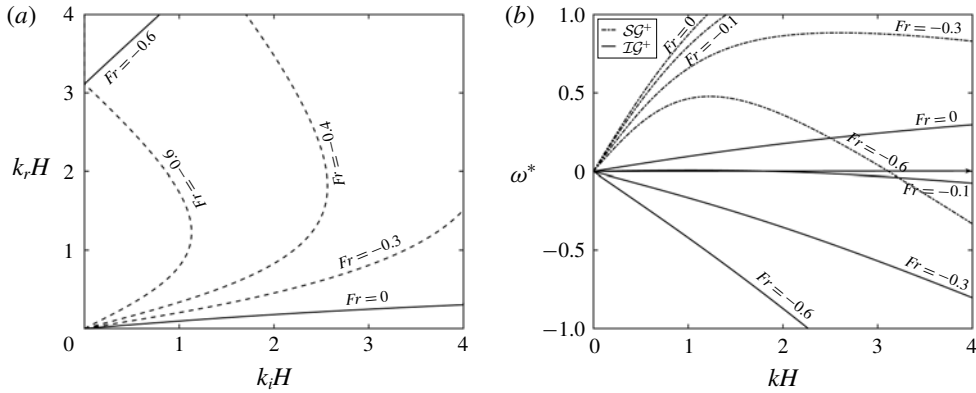 (a)
4
3
2
1
0
k_rH
Fr = −0.6
Fr = −0.6
Fr = −0.4
Fr = −0.3
Fr = 0
1
2
3
4
k_iH
(b)
1.0
0.5
0
−0.5
−1.0
ω*
SG⁺
IG⁺
Fr = 0
Fr = −0.1
Fr = −0.3
Fr = 0
Fr = −0.6
Fr = −0.1
Fr = −0.3
Fr = −0.6
0
1
2
3
4
kH